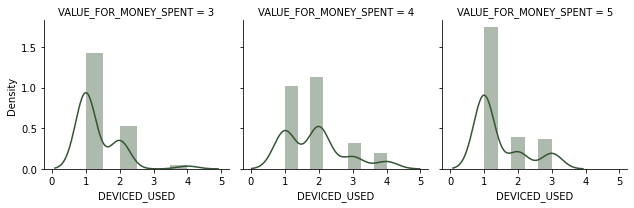 VALUE_FOR_MONEY_SPENT = 3
VALUE_FOR_MONEY_SPENT = 4
VALUE_FOR_MONEY_SPENT = 5
Density
1.5
1.0
0.5
0.0
0 1 2 3 4 5
0 1 2 3 4 5
0 1 2 3 4 5
DEVICED_USED
DEVICED_USED
DEVICED_USED